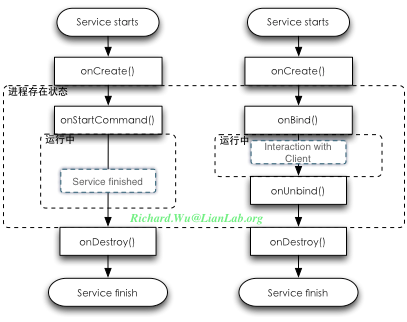 Service starts
Service starts
onCreate()
onCreate()
进程存在状态
onStartCommand()
onBind()
运行中
运行中
Interaction with
Client
Service finished
onUnbind()
Richard.Wu@LianLab.org
onDestroy()
onDestroy()
Service finish
Service finish